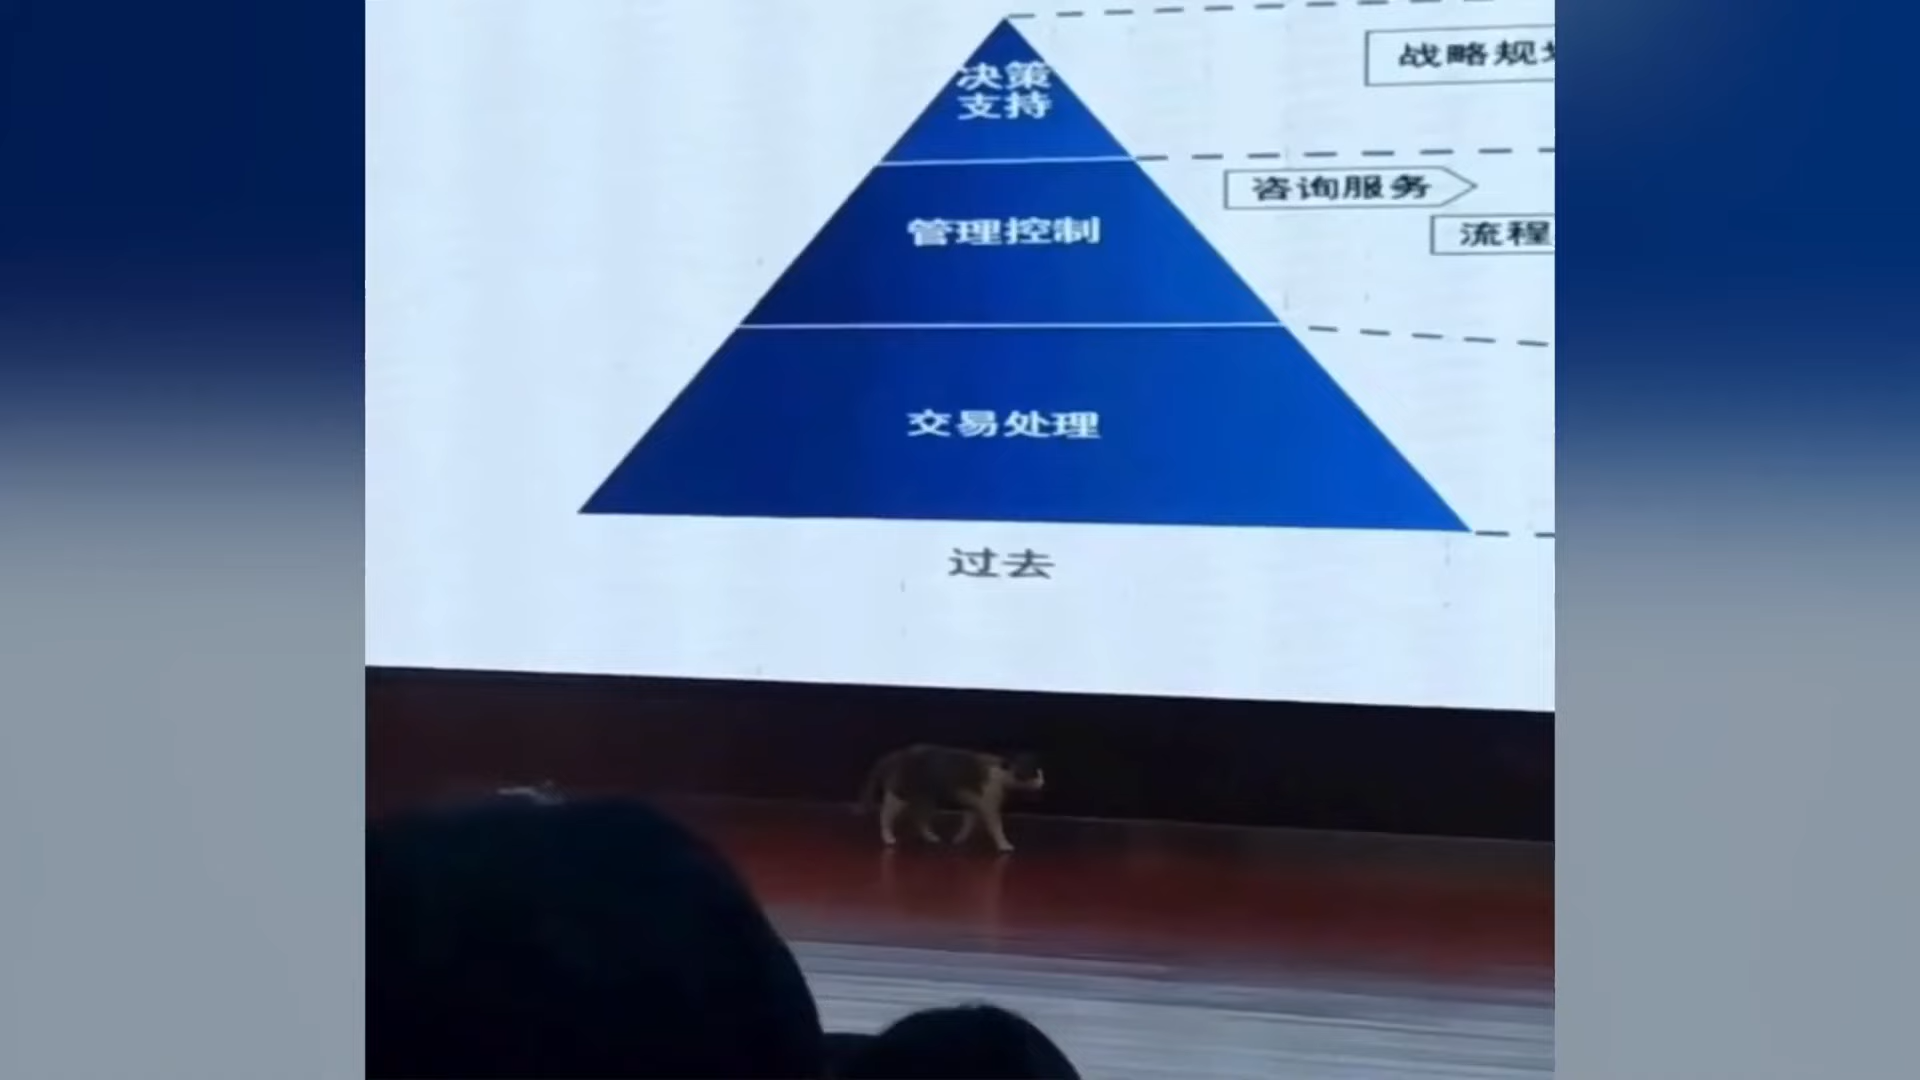 决策
支持
战略规
咨询服务
管理控制
流程
交易处理
过去